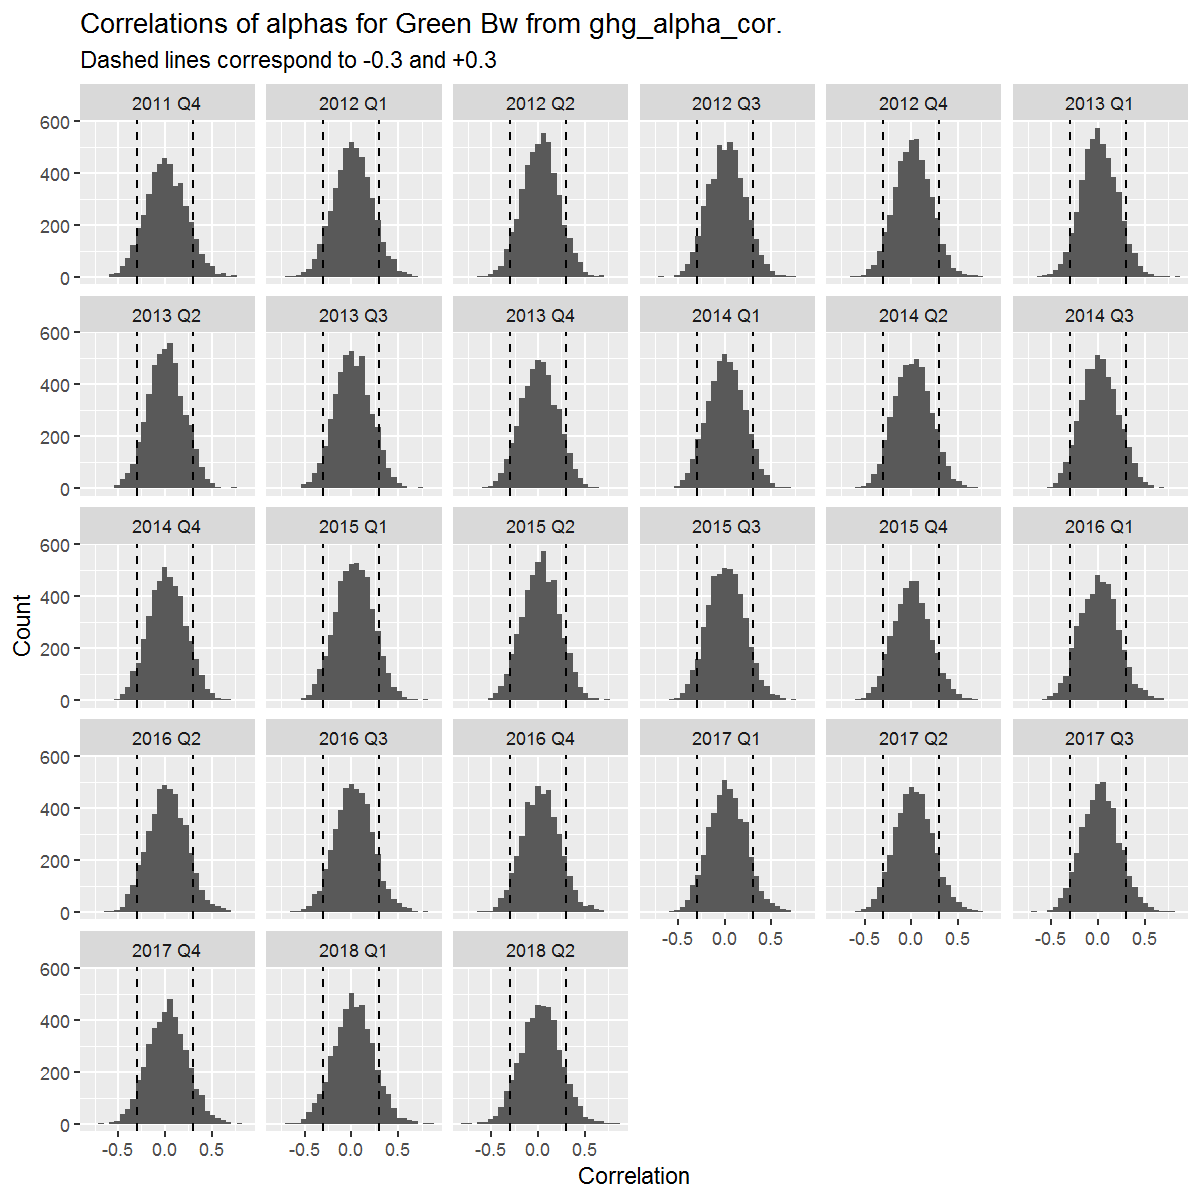 Correlations of alphas for Green Bw from ghg_alpha_cor.
Dashed lines correspond to -0.3 and +0.3
2011 Q4 2012 Q1 2012 Q2 2012 Q3 2012 Q4 2013 Q1
600
400
200
0
2013 Q2 2013 Q3 2013 Q4 2014 Q1 2014 Q2 2014 Q3
600
400
200
0
2014 Q4 2015 Q1 2015 Q2 2015 Q3 2015 Q4 2016 Q1
600
400
200
0
Count
2016 Q2 2016 Q3 2016 Q4 2017 Q1 2017 Q2 2017 Q3
600
400
200
0
-0.5 0.0 0.5 -0.5 0.0 0.5 -0.5 0.0 0.5
2017 Q4 2018 Q1 2018 Q2
600
400
200
0
-0.5 0.0 0.5 -0.5 0.0 0.5 -0.5 0.0 0.5
Correlation